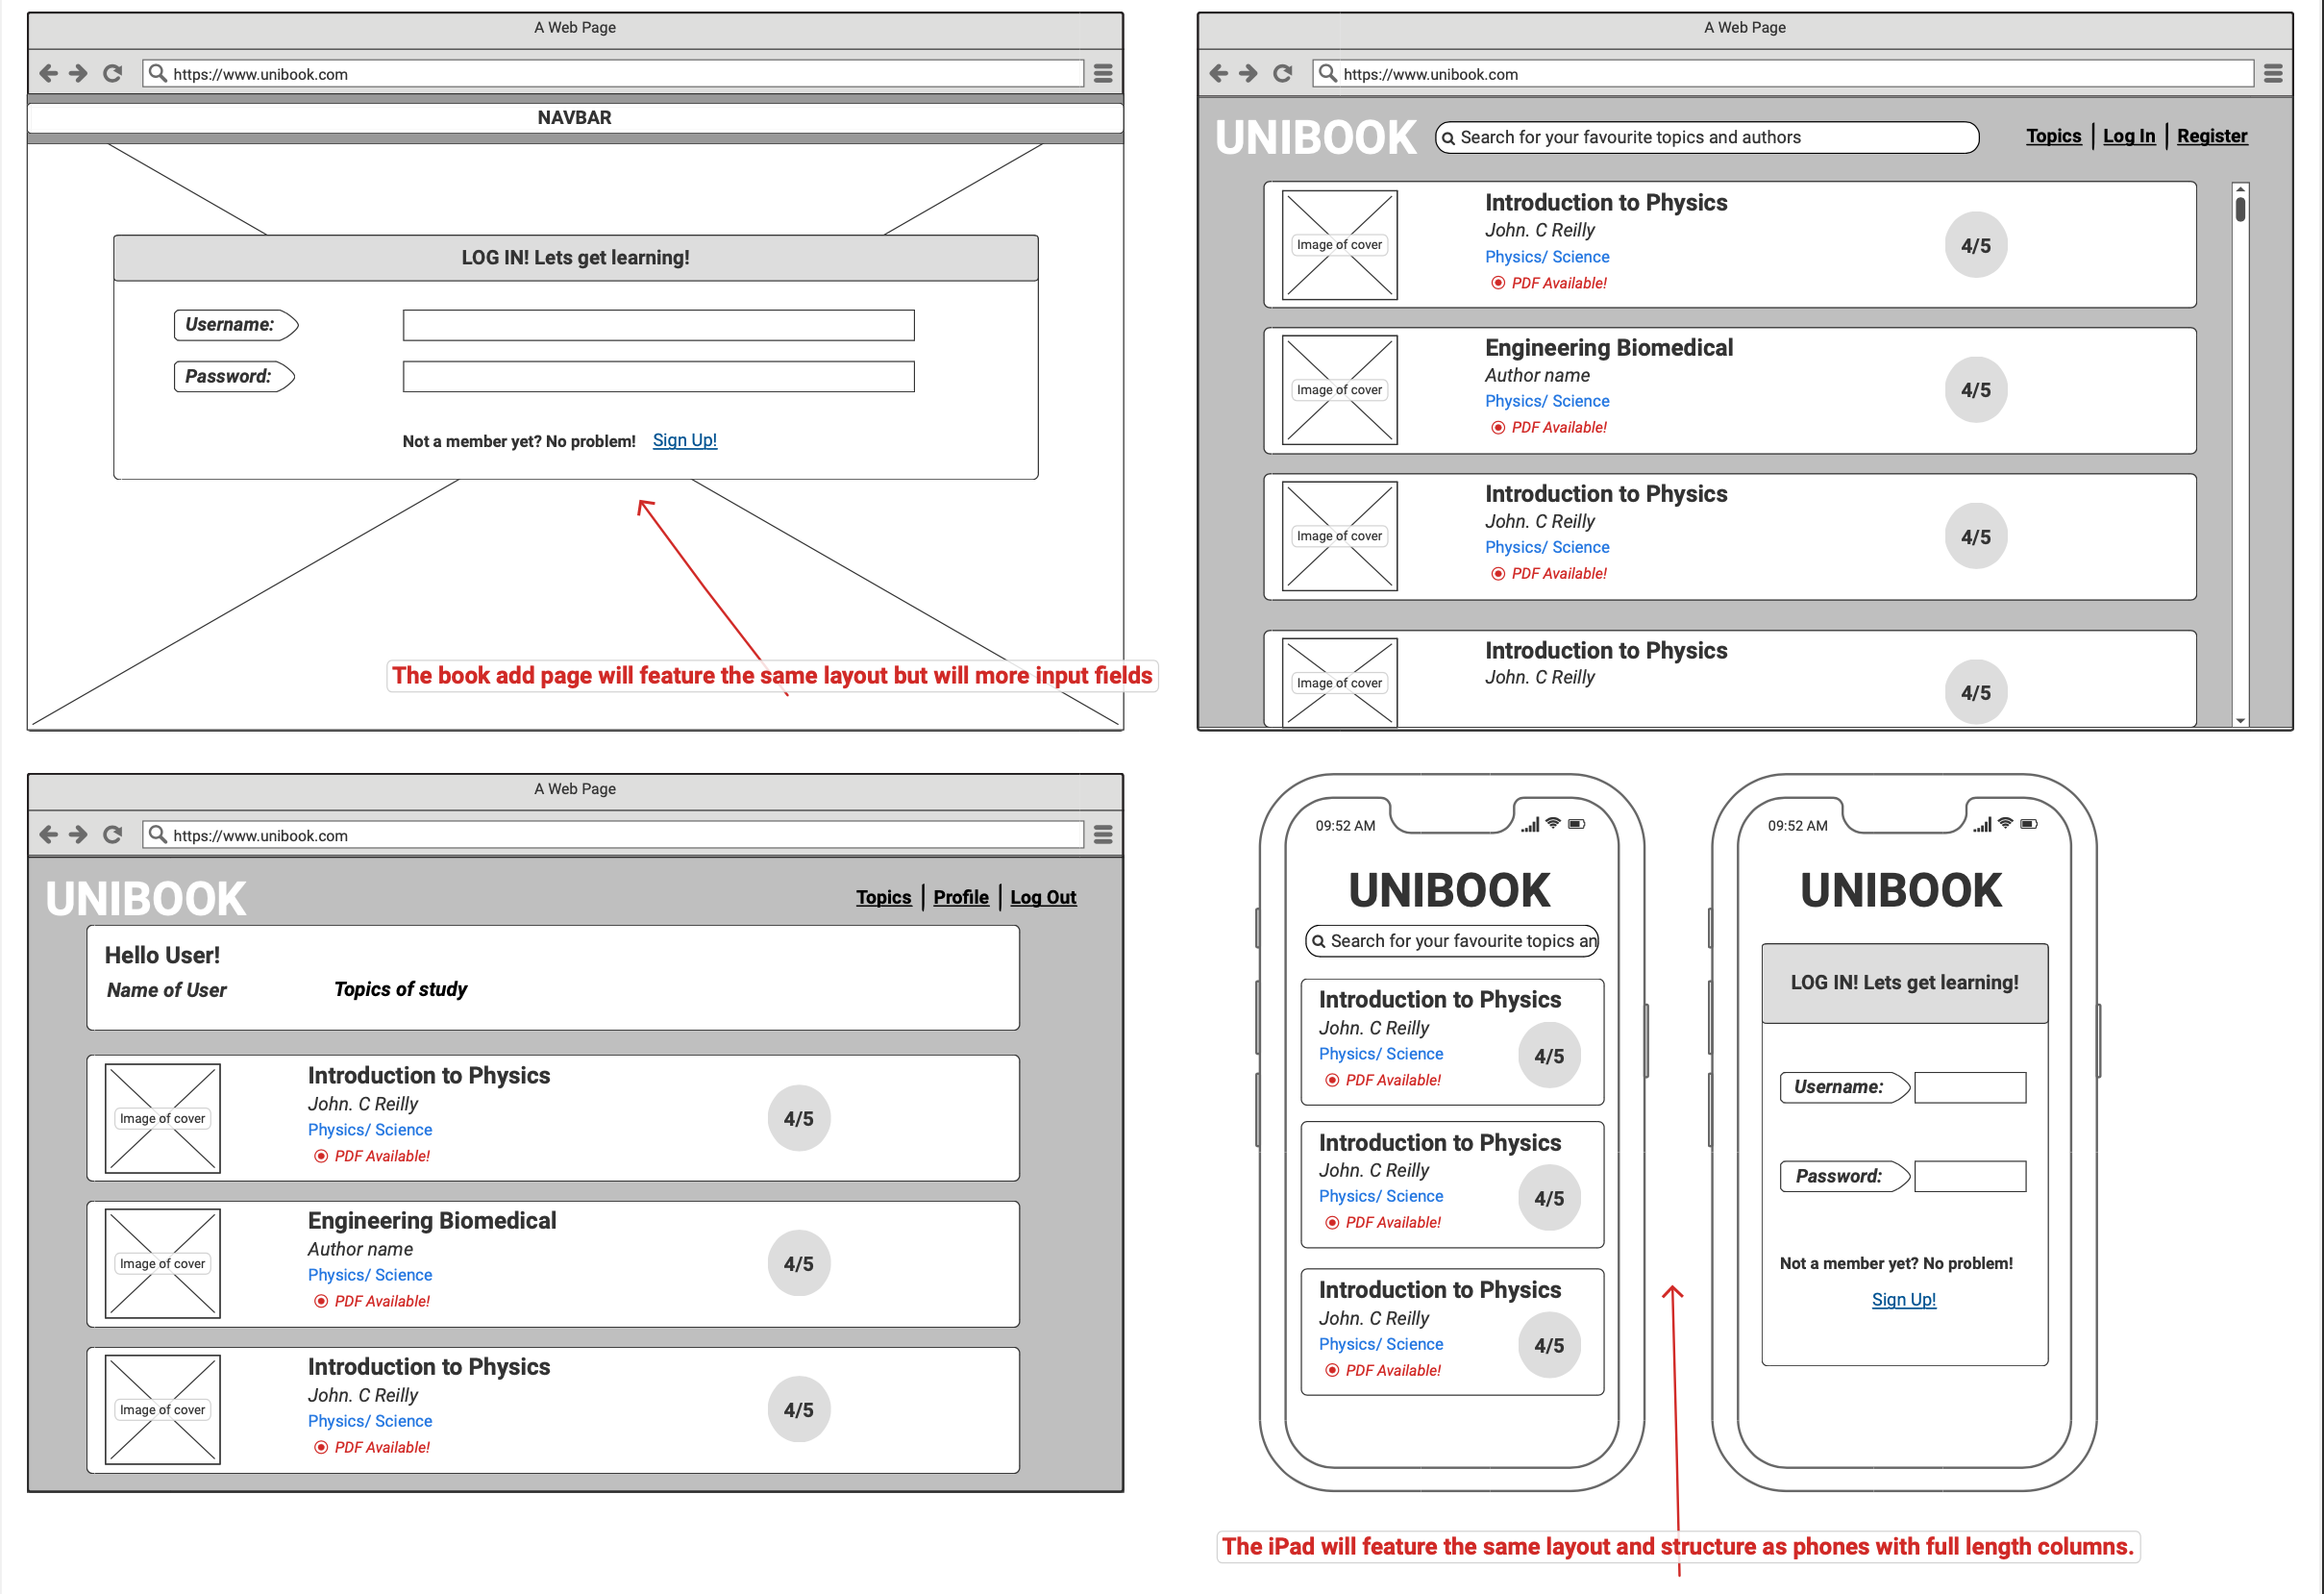 A Web Page
https://www.unibook.com
NAVBAR
LOG IN! Lets get learning!
Username:
Password:
Not a member yet? No problem! Sign Up!
The book add page will feature the same layout but will more input fields
A Web Page
https://www.unibook.com
UNIBOOK Search for your favourite topics and authors Topics Log In Register
Image of cover
Introduction to Physics
John. C Reilly
Physics/ Science
PDF Available!
4/5
Image of cover
Engineering Biomedical
Author name
Physics/ Science
PDF Available!
4/5
Image of cover
Introduction to Physics
John. C Reilly
Physics/ Science
PDF Available!
4/5
Image of cover
Introduction to Physics
John. C Reilly
4/5
A Web Page
https://www.unibook.com
UNIBOOK Topics Profile Log Out
Hello User!
Name of User Topics of study
Image of cover
Introduction to Physics
John. C Reilly
Physics/ Science
PDF Available!
4/5
Image of cover
Engineering Biomedical
Author name
Physics/ Science
PDF Available!
4/5
Image of cover
Introduction to Physics
John. C Reilly
Physics/ Science
PDF Available!
4/5
09:52 AM
UNIBOOK
Search for your favourite topics an
Introduction to Physics
John. C Reilly
Physics/ Science
PDF Available!
4/5
Introduction to Physics
John. C Reilly
Physics/ Science
PDF Available!
4/5
Introduction to Physics
John. C Reilly
Physics/ Science
PDF Available!
4/5
09:52 AM
UNIBOOK
LOG IN! Lets get learning!
Username:
Password:
Not a member yet? No problem!
Sign Up!
The iPad will feature the same layout and structure as phones with full length columns.